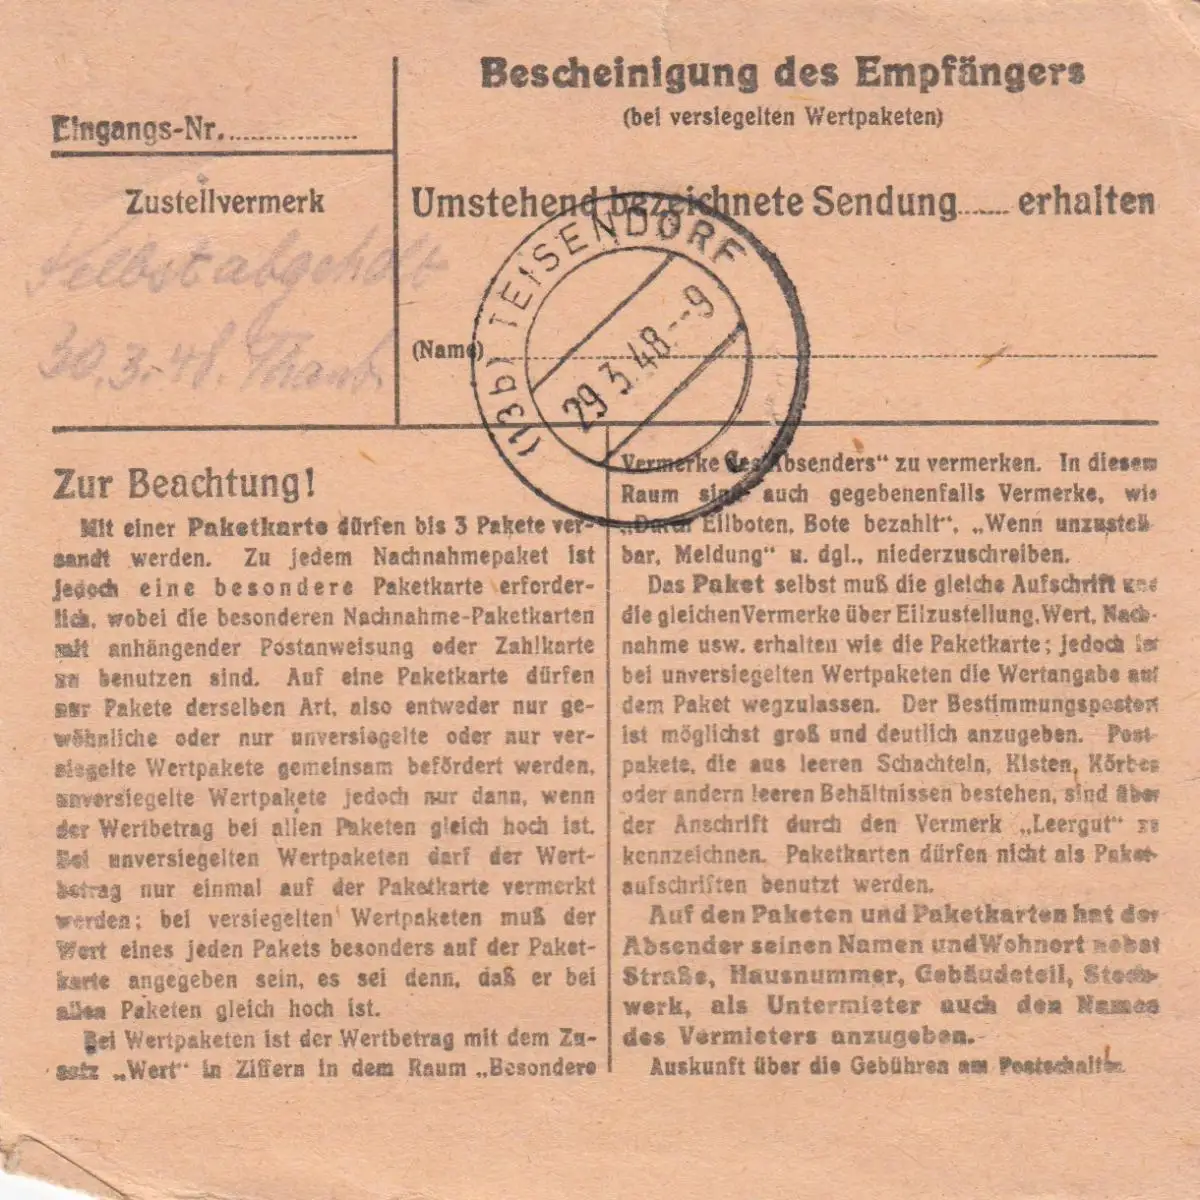 Bescheinigung des Empfängers
(bei versiegelten Wertpaketen)
Eingangs-Nr.
Zustellvermerk
Umstehend bezeichnete Sendung...... erhalten
Selbst abgeholt
30.3.48.
(Name)
(13b) TEISENDORF
29.3.48.--9
c
Zur Beachtung!
Mit einer Paketkarte dürfen bis 3 Pakete ver-
sandt werden. Zu jedem Nachnahmepaket ist
jedoch eine besondere Paketkarte erforder-
lich, wobei die besonderen Nachnahme-Paketkarten
mit anhängender Postanweisung oder Zahlkarte
zu benutzen sind. Auf eine Paketkarte dürfen
nur Pakete derselben Art, also entweder nur ge-
wöhnliche oder nur unversiegelte oder nur ver-
siegelte Wertpakete gemeinsam befördert werden,
unversiegelte Wertpakete jedoch nur dann, wenn
der Wertbetrag bei allen Paketen gleich hoch ist.
Bei unversiegelten Wertpaketen darf der Wert-
betrag nur einmal auf der Paketkarte vermerkt
werden; bei versiegelten Wertpaketen muß der
Wert eines jeden Pakets besonders auf der Paket-
karte angegeben sein, es sei denn, daß er bei
allen Paketen gleich hoch ist.
Bei Wertpaketen ist der Wertbetrag mit dem Zu-
satz „Wert" in Ziffern in dem Raum „Besondere
Vermerke des Absenders" zu vermerken. In diesem
Raum sind auch gegebenenfalls Vermerke, wie
„Durch Eilboten, Bote bezahlt", „Wenn unzustell
bar, Meldung" u. dgl., niederzuschreiben.
Das Paket selbst muß die gleiche Aufschrift und
die gleichen Vermerke über Eilzustellung, Wert, Nach-
nahme usw. erhalten wie die Paketkarte; jedoch ist
bei unversiegelten Wertpaketen die Wertangabe auf
dem Paket wegzulassen. Der Bestimmungspostort
ist möglichst groß und deutlich anzugeben. Post-
pakete, die aus leeren Schachteln, Kisten, Körben
oder andern leeren Behältnissen bestehen, sind über
der Anschrift durch den Vermerk „Leergut" zu
kennzeichnen. Paketkarten dürfen nicht als Paket-
aufschriften benutzt werden.
Auf den Paketen und Paketkarten hat der
Absender seinen Namen und Wohnort nebst
Straße, Hausnummer, Gebäudeteil, Stock-
werk, als Untermieter auch den Namen
des Vermieters anzugeben.
Auskunft über die Gebühren am Postschalter.